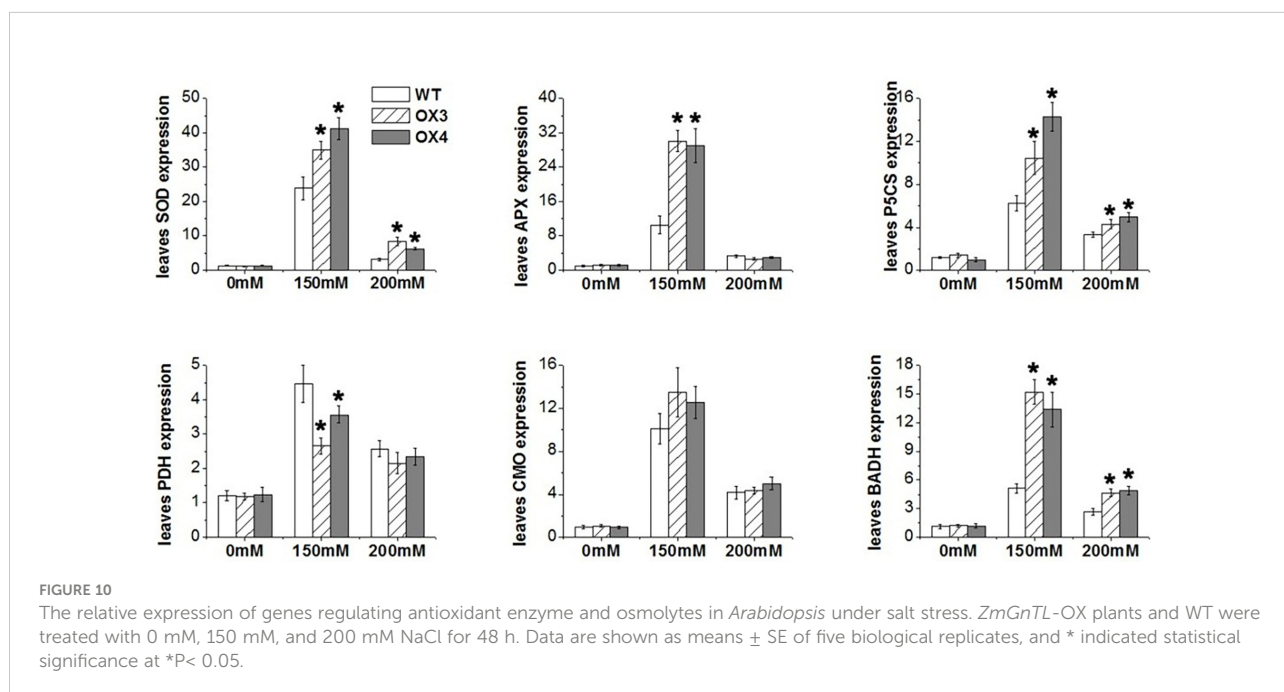 WT
OX3
OX4
leaves SOD expression
50
40
30
20
10
0
* * * *
0mM 150mM 200mM
leaves APX expression
40
32
24
16
8
0
* *
0mM 150mM 200mM
leaves P5CS expression
16
12
8
4
0
* * * *
0mM 150mM 200mM
leaves PDH expression
5
4
3
2
1
0
* *
0mM 150mM 200mM
leaves CMO expression
16
12
8
4
0
0mM 150mM 200mM
leaves BADH expression
18
15
12
9
6
3
0
* * * *
0mM 150mM 200mM
FIGURE 10
The relative expression of genes regulating antioxidant enzyme and osmolytes in Arabidopsis under salt stress. ZmGnTL-OX plants and WT were
treated with 0 mM, 150 mM, and 200 mM NaCl for 48 h. Data are shown as means ± SE of five biological replicates, and * indicated statistical
significance at *P< 0.05.